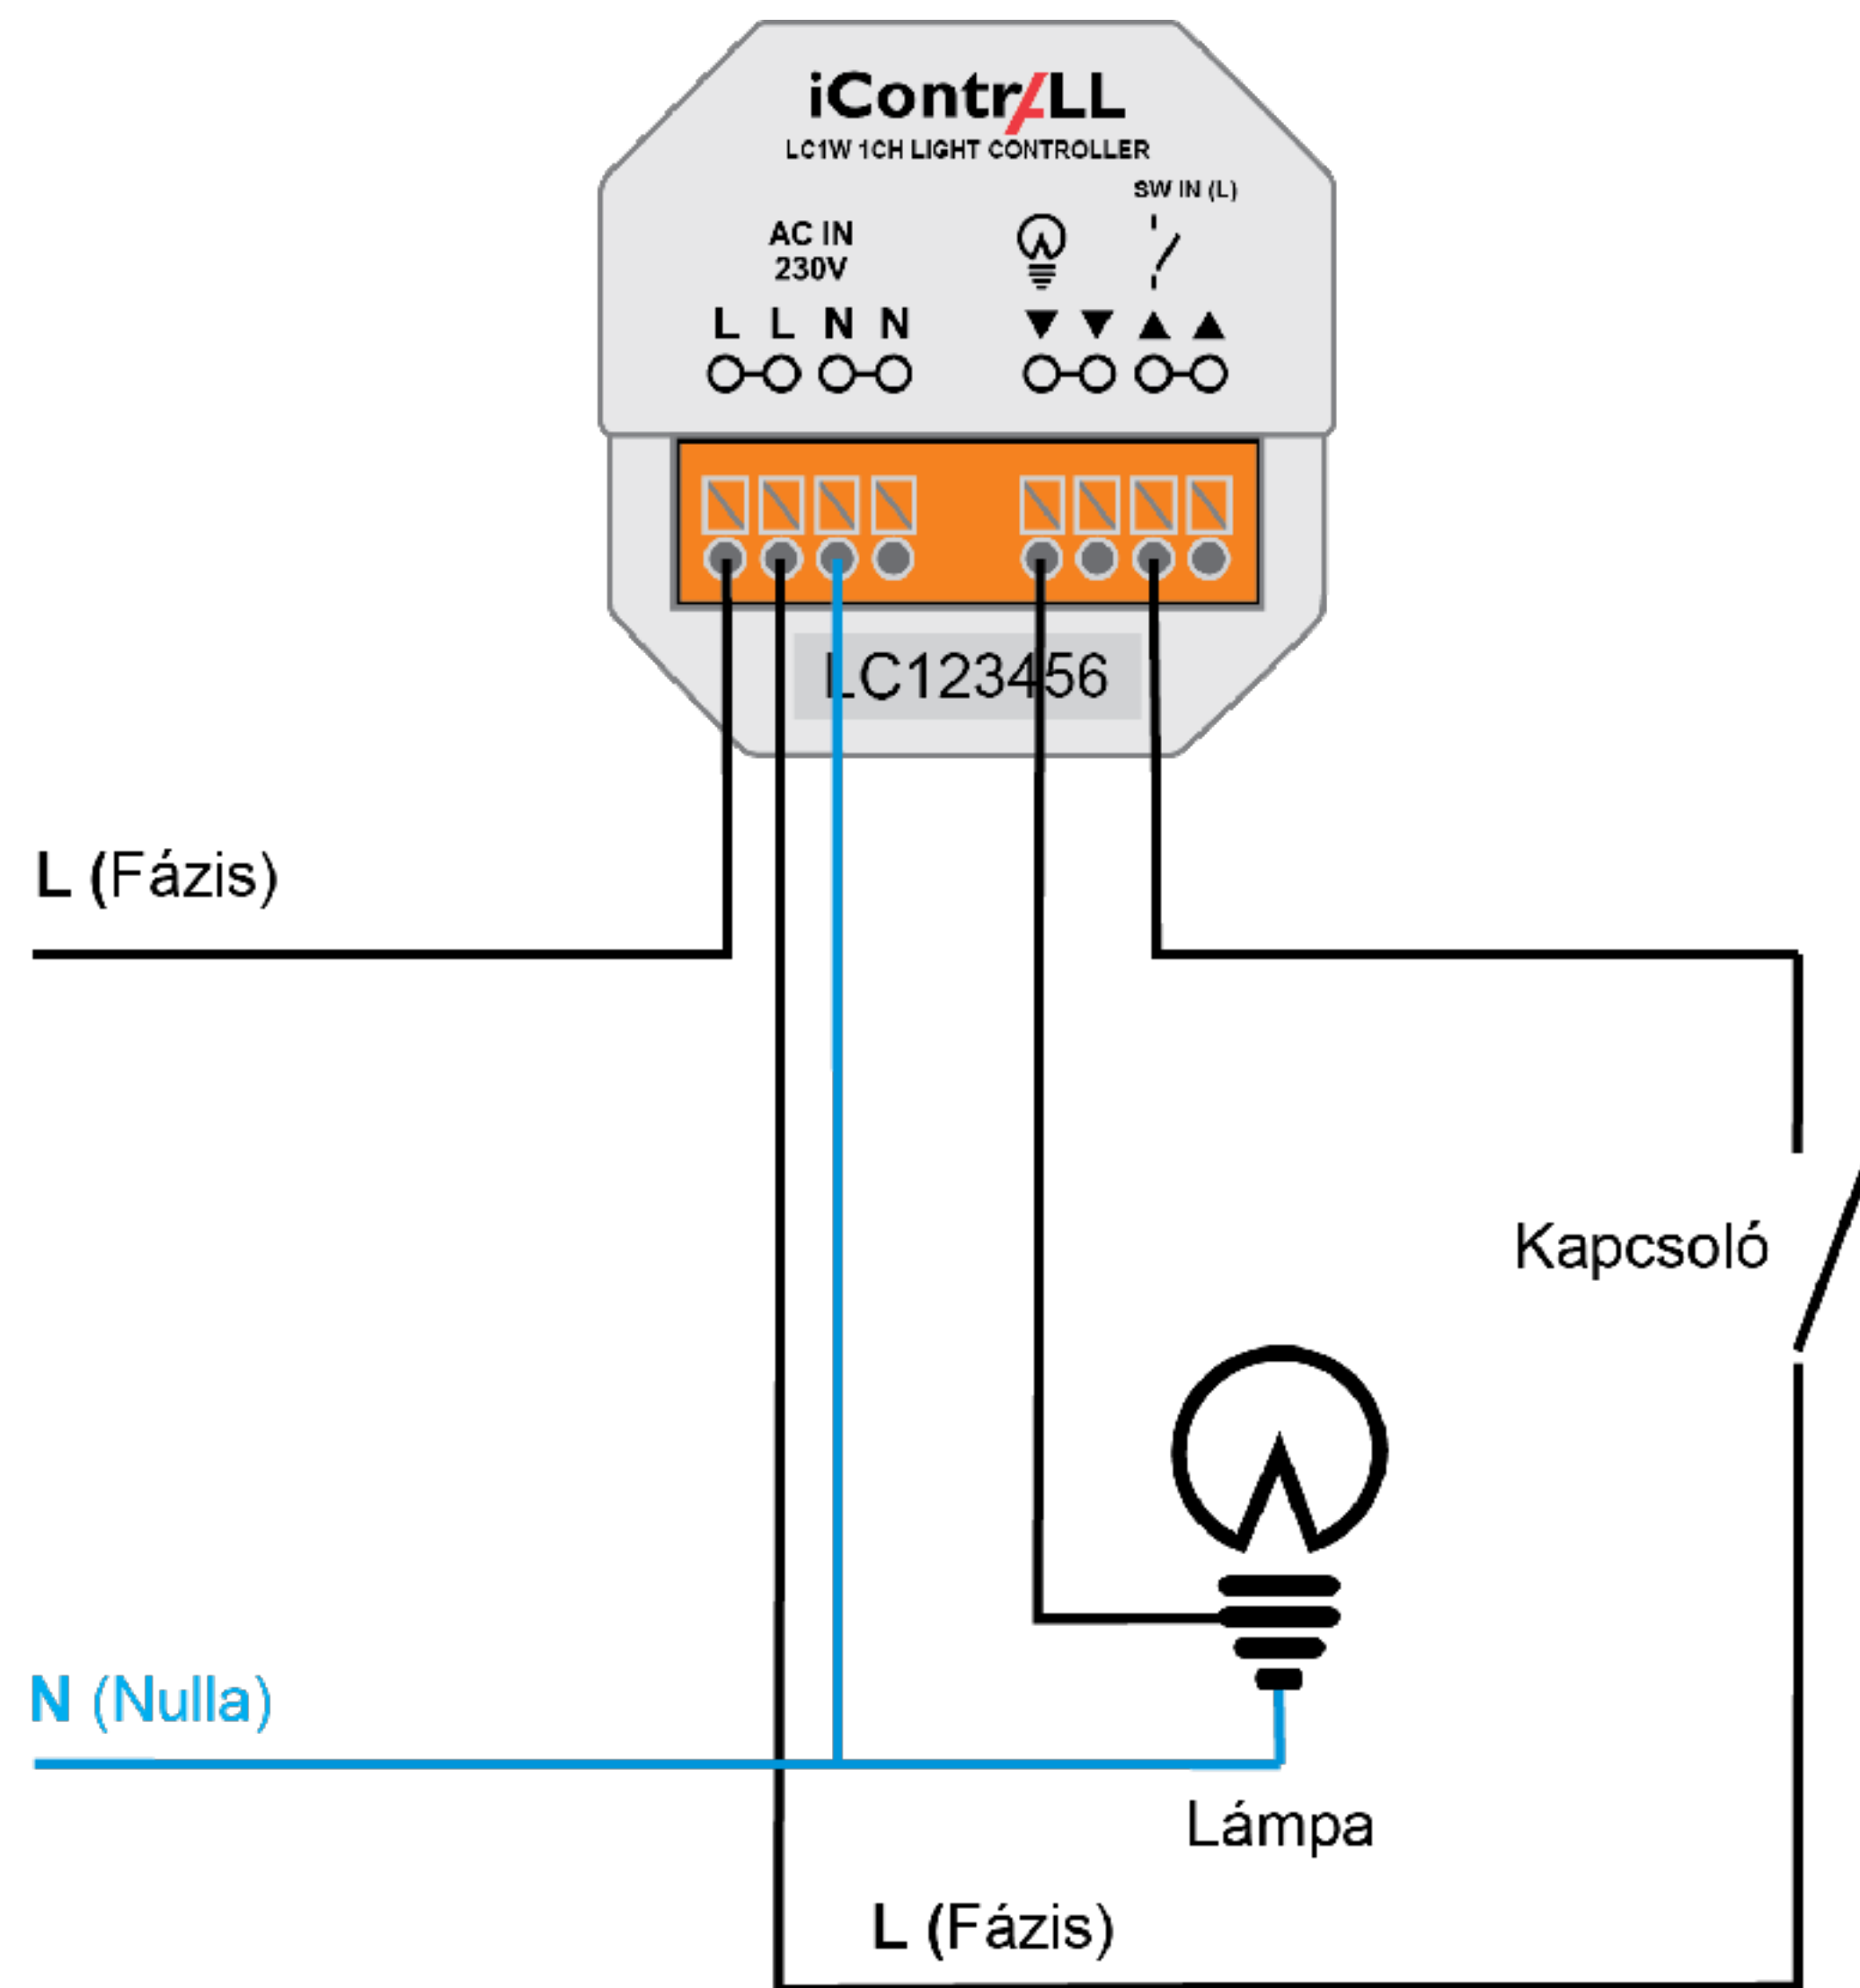 iContrALL
LC1W 1CH LIGHT CONTROLLER
SW IN (L)
AC IN
230V
L L N N
LC123456
L (Fázis)
Kapcsoló
N (Nulla)
Lámpa
L (Fázis)